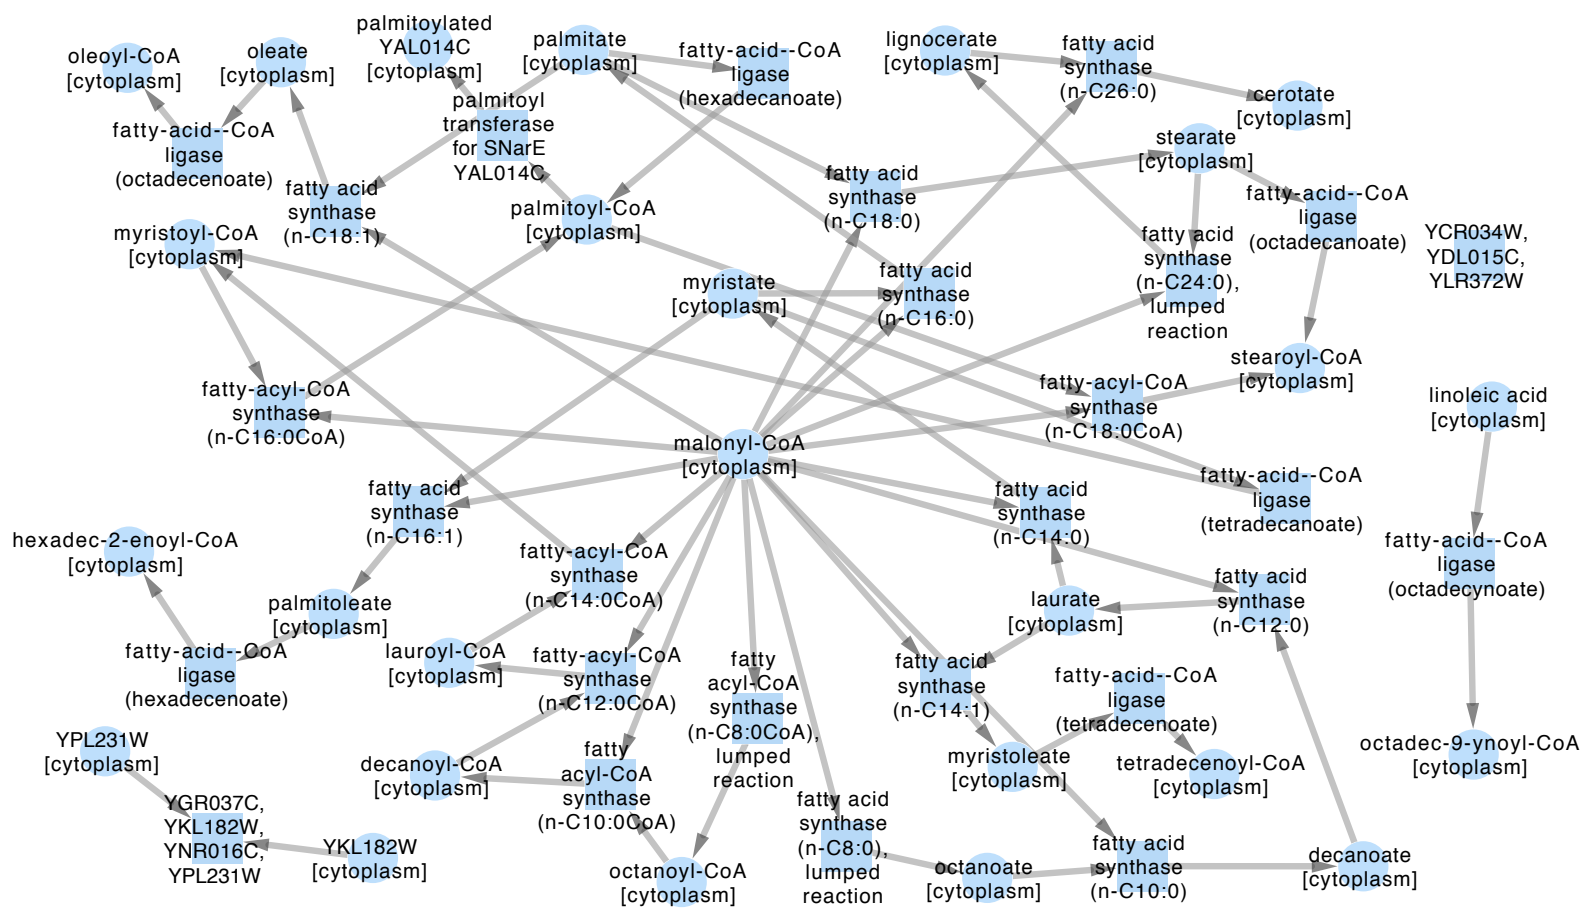 oleoyl-CoA
[cytoplasm]
oleate
[cytoplasm]
palmitoylated
YAL014C
[cytoplasm]
palmitate
[cytoplasm]
fatty-acid--CoA
ligase
(hexadecanoate)
lignocerate
[cytoplasm]
fatty acid
synthase
(n-C26:0)
cerotate
[cytoplasm]
fatty-acid--CoA
ligase
(octadecenoate)
palmitoyl
transferase
for SNarE
YAL014C
stearate
[cytoplasm]
fatty acid
synthase
(n-C18:1)
myristoyl-CoA
[cytoplasm]
palmitoyl-CoA
[cytoplasm]
fatty acid
synthase
(n-C18:0)
fatty-acid--CoA
ligase
(octadecanoate)
fatty acid
synthase
(n-C24:0),
lumped
reaction
YCR034W,
YDL015C,
YLR372W
myristate
[cytoplasm]
fatty acid
synthase
(n-C16:0)
stearoyl-CoA
[cytoplasm]
fatty-acyl-CoA
synthase
(n-C16:0CoA)
fatty-acyl-CoA
synthase
(n-C18:0CoA)
linoleic acid
[cytoplasm]
malonyl-CoA
[cytoplasm]
fatty acid
synthase
(n-C16:1)
fatty acid
synthase
(n-C14:0)
fatty-acid--CoA
ligase
(tetradecanoate)
hexadec-2-enoyl-CoA
[cytoplasm]
fatty-acyl-CoA
synthase
(n-C14:0CoA)
fatty-acid--CoA
ligase
(octadecynoate)
palmitoleate
[cytoplasm]
laurate
[cytoplasm]
fatty acid
synthase
(n-C12:0)
fatty-acid--CoA
ligase
(hexadecenoate)
lauroyl-CoA
[cytoplasm]
fatty-acyl-CoA
synthase
(n-C12:0CoA)
fatty
acyl-CoA
synthase
(n-C8:0CoA),
lumped
reaction
fatty acid
synthase
(n-C14:1)
fatty-acid--CoA
ligase
(tetradecenoate)
YPL231W
[cytoplasm]
decanoyl-CoA
[cytoplasm]
fatty
acyl-CoA
synthase
(n-C10:0CoA)
myristoleate
[cytoplasm]
tetradecenoyl-CoA
[cytoplasm]
octadec-9-ynoyl-CoA
[cytoplasm]
YGR037C,
YKL182W,
YNR016C,
YPL231W
YKL182W
[cytoplasm]
octanoyl-CoA
[cytoplasm]
fatty acid
synthase
(n-C8:0),
lumped
reaction
octanoate
[cytoplasm]
fatty acid
synthase
(n-C10:0)
decanoate
[cytoplasm]